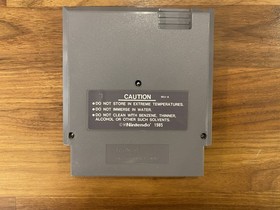 CAUTION
● DO NOT STORE IN EXTREME TEMPERATURES.
● DO NOT IMMERSE IN WATER.
● DO NOT CLEAN WITH BENZENE, THINNER,
ALCOHOL OR OTHER SUCH SOLVENTS.
©Nintendo 1985